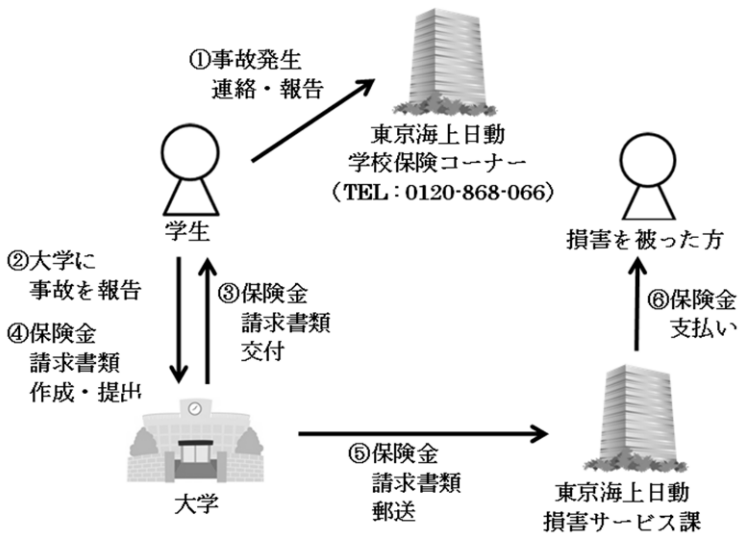 ①事故発生
連絡・報告
東京海上日動
学校保険コーナー
（TEL：0120-868-066）
学生
損害を被った方
②大学に
事故を報告
③保険金
請求書類
交付
④保険金
請求書類
作成・提出
⑥保険金
支払い
大学
⑤保険金
請求書類
郵送
東京海上日動
損害サービス課